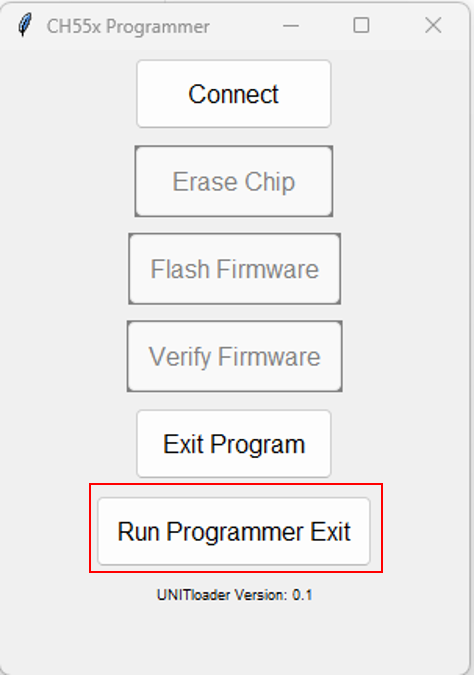 CH55x Programmer
Connect
Erase Chip
Flash Firmware
Verify Firmware
Exit Program
Run Programmer Exit
UNITloader Version: 0.1